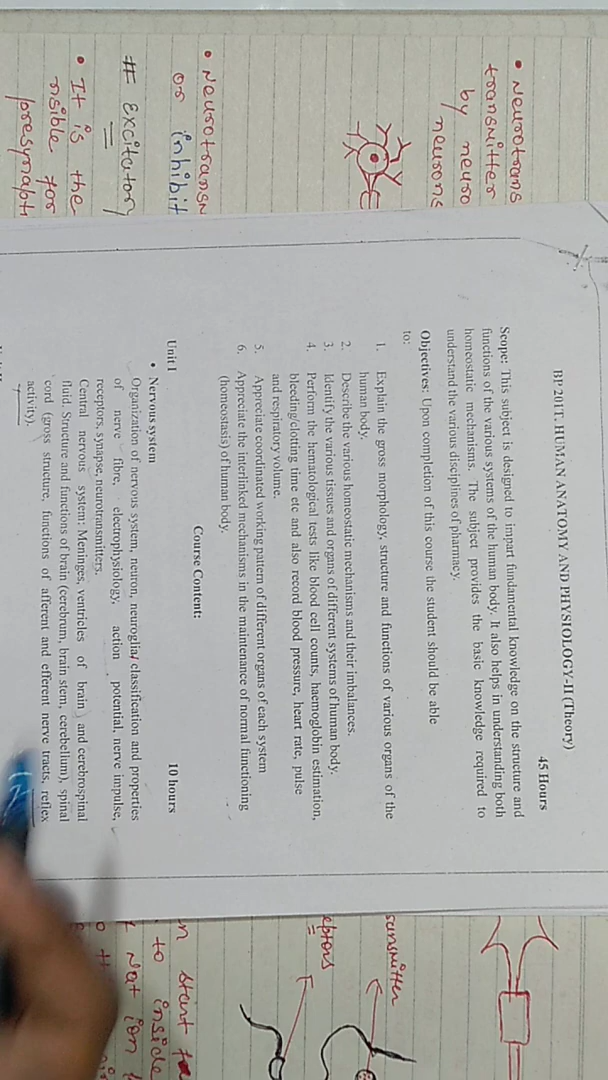 • Neurotrans
transmitter
by neuro
neurons
• Neurotransm
or inhibit
# Excitatory
• It is the
nsible for
presynapti
BP 201T. HUMAN ANATOMY AND PHYSIOLOGY-II (Theory)
45 Hours
Scope: This subject is designed to impart fundamental knowledge on the structure and
functions of the various systems of the human body. It also helps in understanding both
homeostatic mechanisms. The subject provides the basic knowledge required to
understand the various disciplines of pharmacy.
Objectives: Upon completion of this course the student should be able
to:
1. Explain the gross morphology, structure and functions of various organs of the
human body.
2. Describe the various homeostatic mechanisms and their imbalances.
3. Identify the various tissues and organs of different systems of human body.
4. Perform the hematological tests like blood cell counts, haemoglobin estimation,
bleeding/clotting time etc and also record blood pressure, heart rate, pulse
and respiratory volume.
5. Appreciate coordinated working pattern of different organs of each system
6. Appreciate the interlinked mechanisms in the maintenance of normal functioning
(homeostasis) of human body.
Course Content:
Unit I 10 hours
• Nervous system
Organization of nervous system, neuron, neuroglia, classification and properties
of nerve fibre, electrophysiology, action potential, nerve impulse,
receptors, synapse, neurotransmitters.
Central nervous system: Meninges, ventricles of brain and cerebrospinal
fluid. Structure and functions of brain (cerebrum, brain stem, cerebellum), spinal
cord (gross structure, functions of afferent and efferent nerve tracts, reflex
activity).
ansmitter
eptors
n start to
to inside
Nat ion